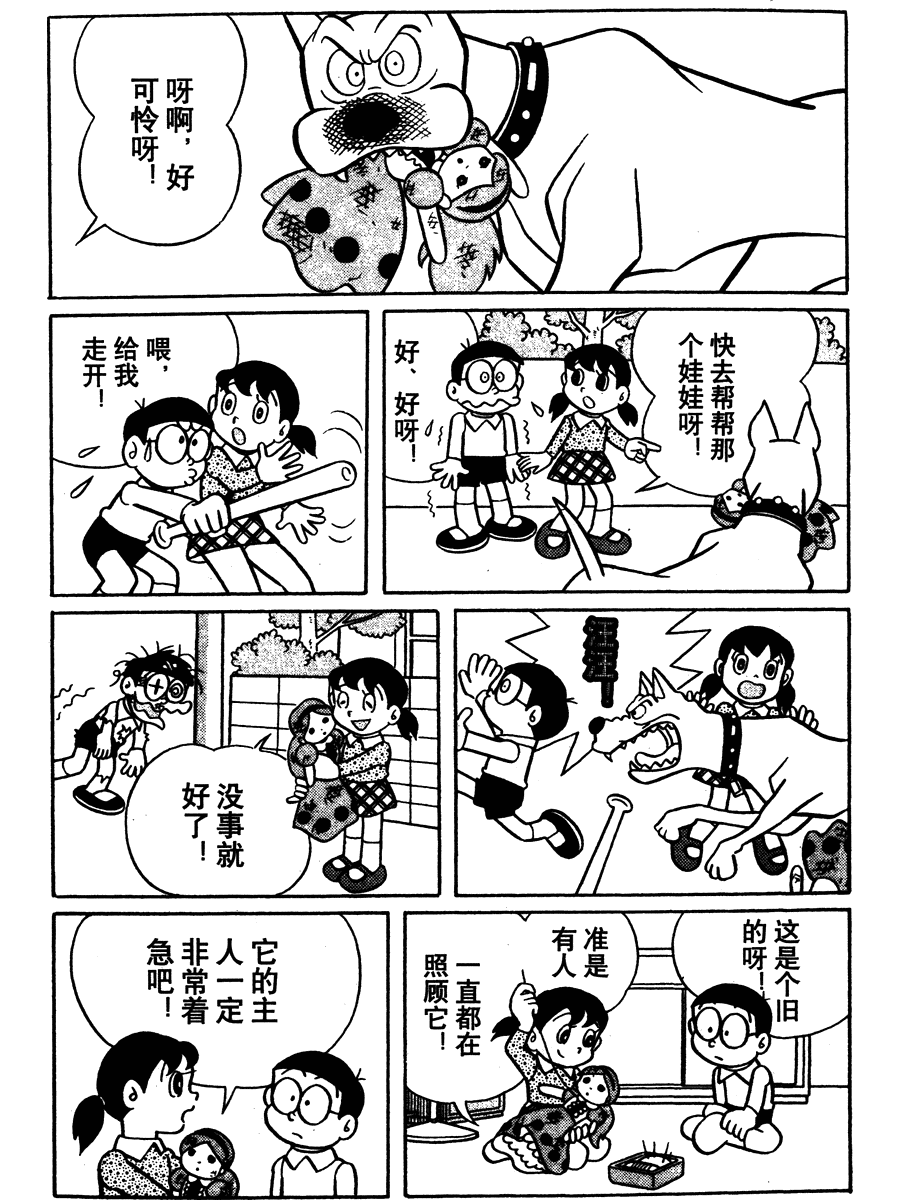 呀啊，好
可怜呀！
快去帮帮那
个娃娃呀！
好、好呀！
喂，
给我
走开！
汪汪！
没事就
好了！
这是个旧
的呀！
准是
有人
一直都在
照顾它！
它的主
人一定
非常着
急吧！